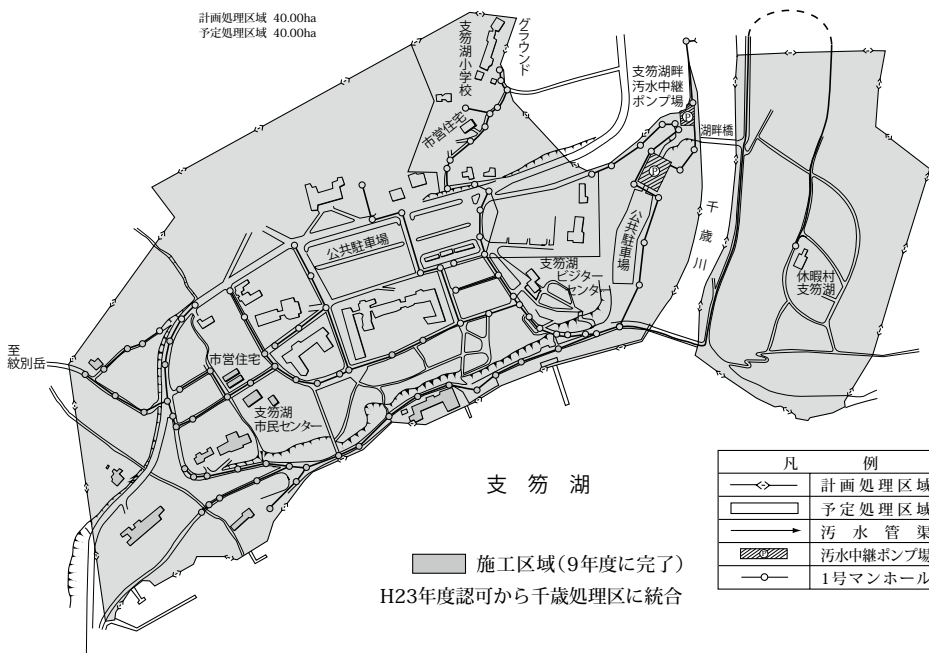 計画処理区域 40.00ha
予定処理区域 40.00ha
支笏湖小学校
グラウンド
市営住宅
支笏湖畔
汚水中継
ポンプ場
P
湖畔橋
P
千歳川
公共駐車場
公共駐車場
支笏湖
ビジター
センター
休暇村
支笏湖
至
紋別岳
市営住宅
支笏湖
市民センター
支笏湖
施工区域(9年度に完了)
H23年度認可から千歳処理区に統合
凡例
計画処理区域
予定処理区域
汚水管渠
P 汚水中継ポンプ場
1号マンホール